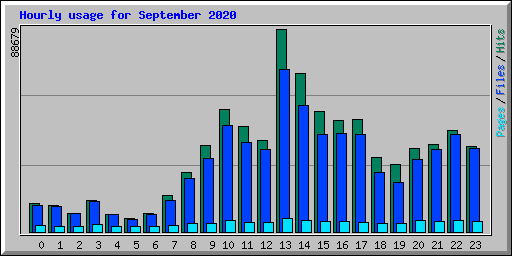 Hourly usage for September 2020
88679
Pages/Files/Hits
0 1 2 3 4 5 6 7 8 9 10 11 12 13 14 15 16 17 18 19 20 21 22 23